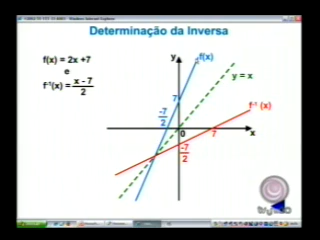 Determinação da Inversa
f(x) = 2x +7
e
f⁻¹(x) = x - 7
2
y
f(x)
y = x
7
-7
2
f⁻¹ (x)
0
7
x
-7
2